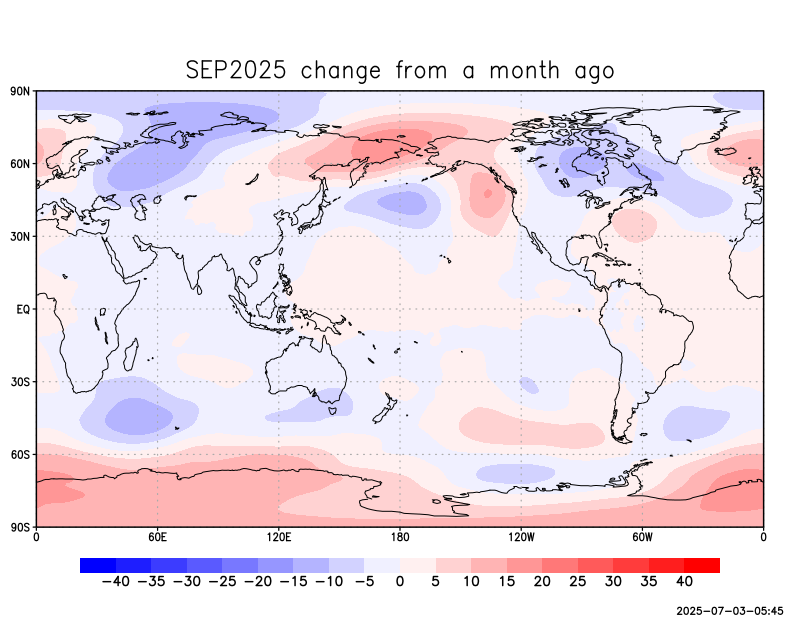 SEP2025 change from a month ago
90N
60N
30N
EQ
30S
60S
90S
0 60E 120E 180 120W 60W 0
−40 −35 −30 −25 −20 −15 −10 −5 0 5 10 15 20 25 30 35 40
2025-07-03-05:45